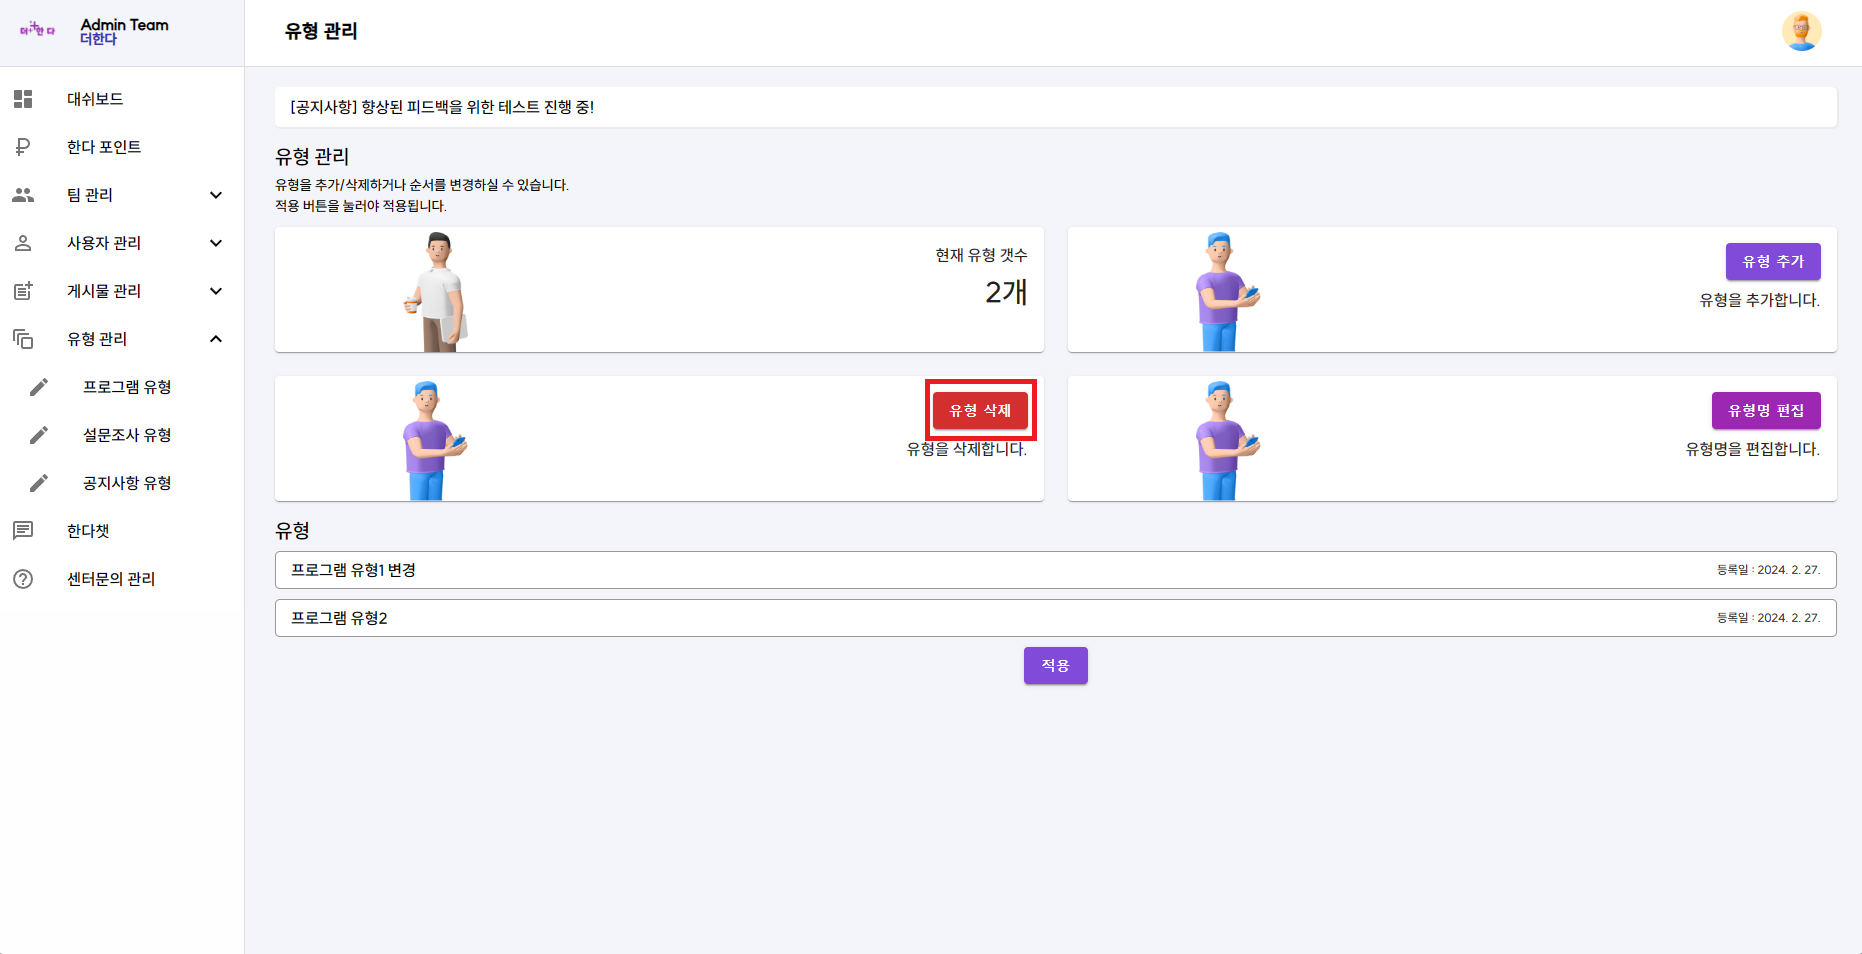 더한다
Admin Team
더한다
유형 관리
대쉬보드
한다 포인트
팀 관리
사용자 관리
게시물 관리
유형 관리
프로그램 유형
설문조사 유형
공지사항 유형
한다챗
센터문의 관리
[공지사항] 향상된 피드백을 위한 테스트 진행 중!
유형 관리
유형을 추가/삭제하거나 순서를 변경하실 수 있습니다.
적용 버튼을 눌러야 적용됩니다.
현재 유형 갯수
2개
유형 추가
유형을 추가합니다.
유형 삭제
유형을 삭제합니다.
유형명 편집
유형명을 편집합니다.
유형
프로그램 유형1 변경
등록일 : 2024. 2. 27.
프로그램 유형2
등록일 : 2024. 2. 27.
적용